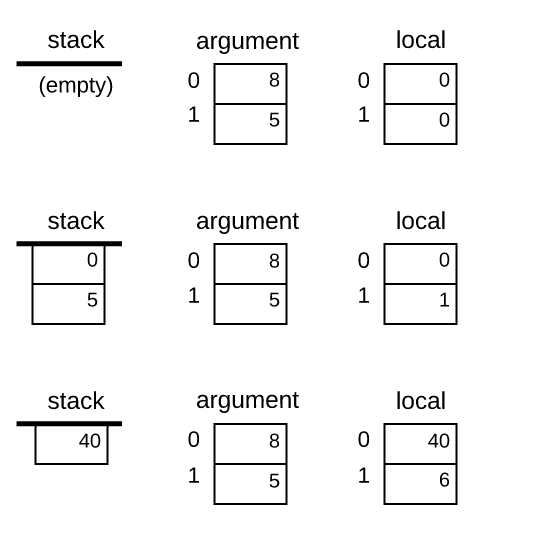 stack argument local
(empty) 0 8 0 0
1 5 1 0
stack argument local
0 0 8 0 0
5 1 5 1 1
stack argument local
40 0 8 0 40
1 5 1 6